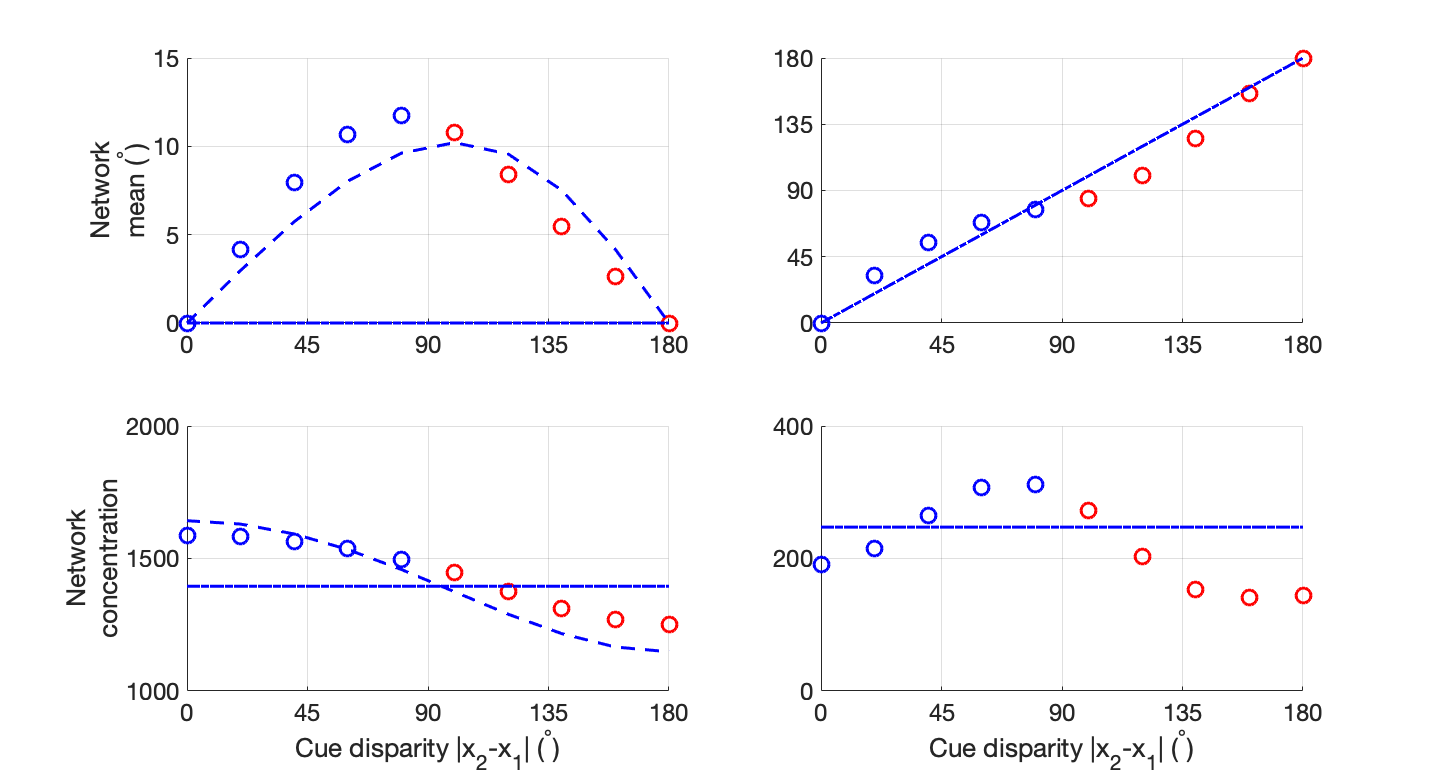 Network
mean (°)
15
10
5
0
0 45 90 135 180
180
135
90
45
0
0 45 90 135 180
Network
concentration
2000
1500
1000
0 45 90 135 180
Cue disparity |x₂-x₁| (°)
400
200
0
0 45 90 135 180
Cue disparity |x₂-x₁| (°)